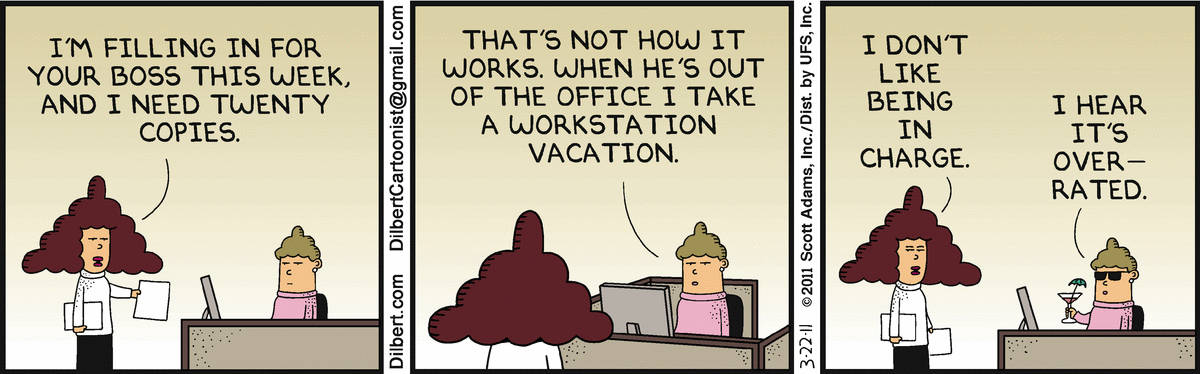 I'M FILLING IN FOR
YOUR BOSS THIS WEEK,
AND I NEED TWENTY
COPIES.
Dilbert.com DilbertCartoonist@gmail.com
THAT'S NOT HOW IT
WORKS. WHEN HE'S OUT
OF THE OFFICE I TAKE
A WORKSTATION
VACATION.
3-22-11 ©2011 Scott Adams, Inc./Dist. by UFS, Inc.
I DON'T
LIKE
BEING
IN
CHARGE.
I HEAR
IT'S
OVER—
RATED.